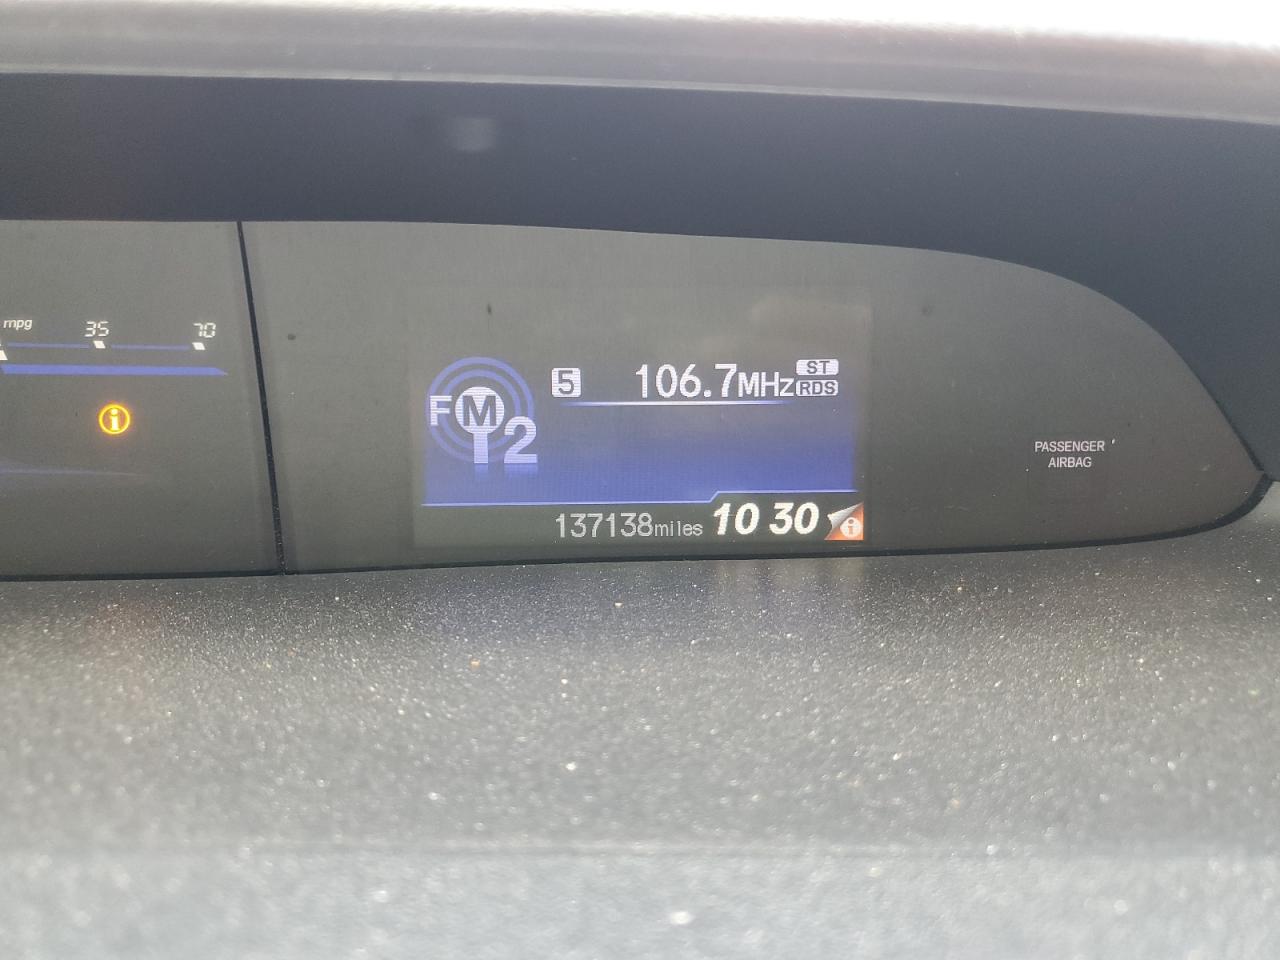 mpg 35 70
FM 2
5 106.7MHz ST
RDS
137138miles 10 30
PASSENGER
AIRBAG